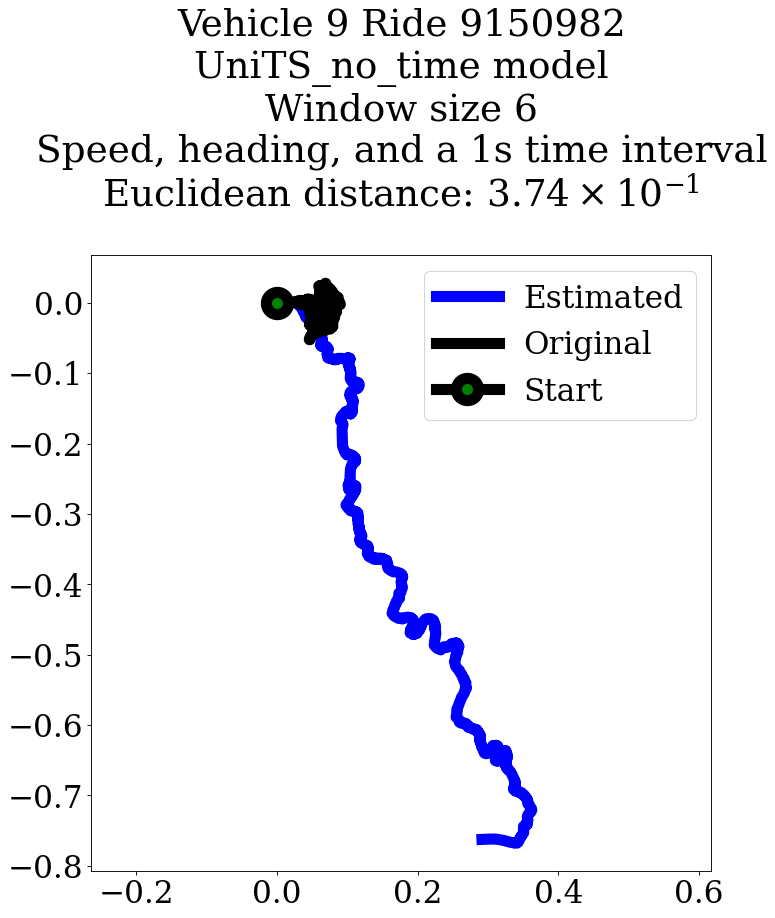 Vehicle 9 Ride 9150982
UniTS_no_time model
Window size 6
Speed, heading, and a 1s time interval
Euclidean distance: 3.74 × 10⁻¹
Estimated
Original
Start
0.0
−0.1
−0.2
−0.3
−0.4
−0.5
−0.6
−0.7
−0.8
−0.2 0.0 0.2 0.4 0.6